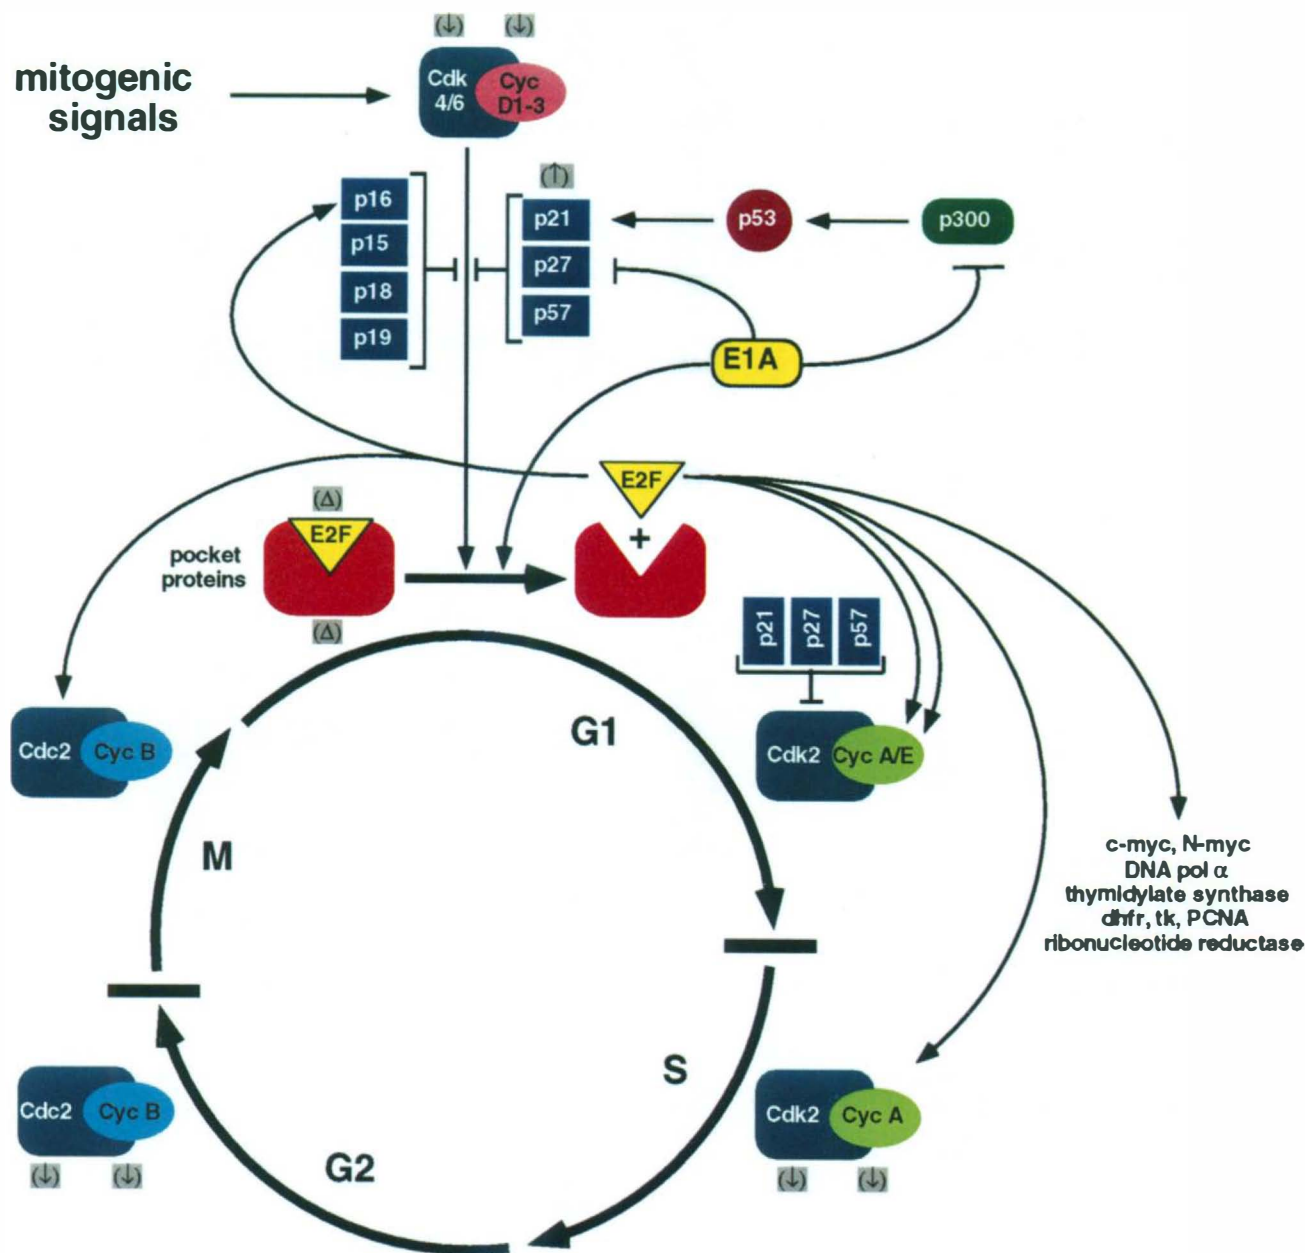 (↓) (↓)
mitogenic
signals
Cdk
4/6
Cyc
D1-3
(↑)
p16
p15
p18
p19
p21
p27
p57
p53
p300
E1A
E2F
+
(Δ)
E2F
pocket
proteins
(Δ)
p21
p27
p57
G1
Cdc2
Cyc B
Cdk2
Cyc A/E
M
c-myc, N-myc
DNA pol α
thymidylate synthase
dhfr, tk, PCNA
ribonucleotide reductase
S
Cdc2
Cyc B
(↓) (↓)
G2
Cdk2
Cyc A
(↓) (↓)